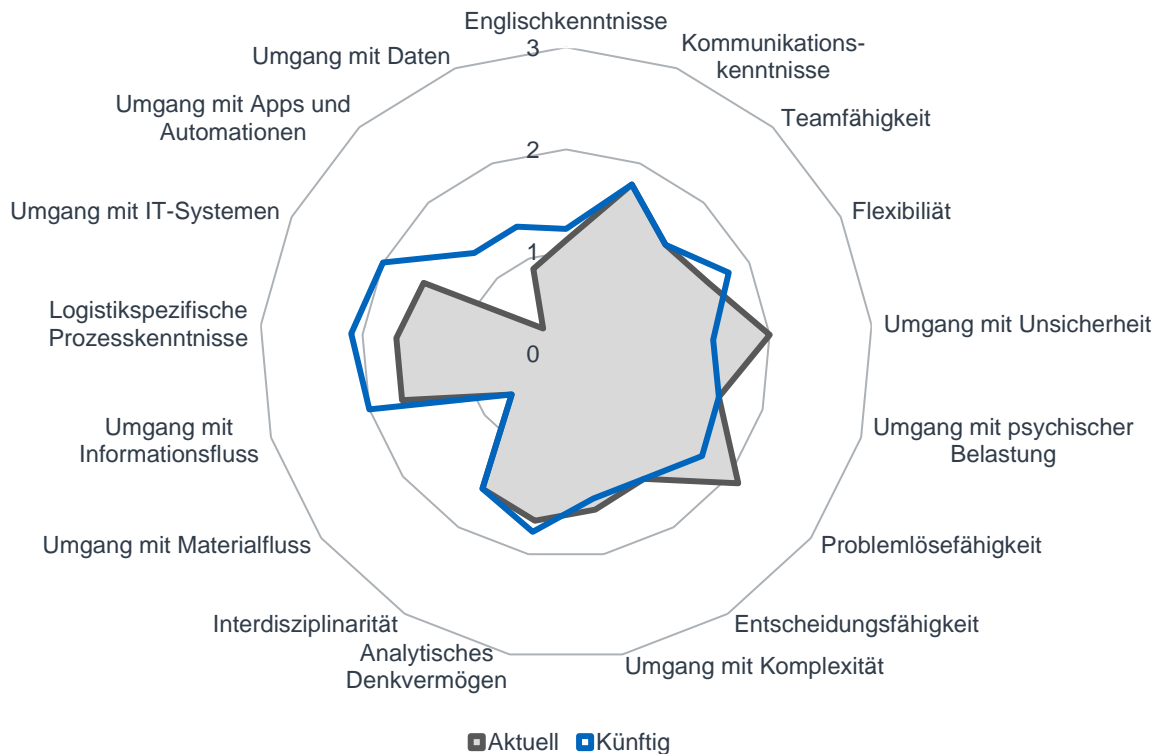 Englischkenntnisse
Kommunikations-
kenntnisse
Teamfähigkeit
Flexibiliät
Umgang mit Unsicherheit
Umgang mit psychischer
Belastung
Problemlösefähigkeit
Entscheidungsfähigkeit
Umgang mit Komplexität
Analytisches
Denkvermögen
Interdisziplinarität
Umgang mit Materialfluss
Umgang mit
Informationsfluss
Logistikspezifische
Prozesskenntnisse
Umgang mit IT-Systemen
Umgang mit Apps und
Automationen
Umgang mit Daten
3
2
1
0
Aktuell Künftig